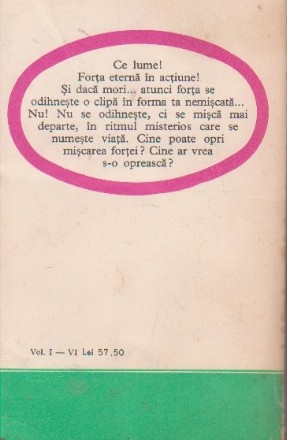 Ce lume!
Forța eternă în acțiune!
Și dacă mori... atunci forța se
odihnește o clipă în forma ta nemișcată...
Nu! Nu se odihnește, ci se mișcă mai
departe, în ritmul misterios care se
numește viață. Cine poate opri
mișcarea forței? Cine ar vrea
s-o oprească?
Vol. I — VI Lei 57,50